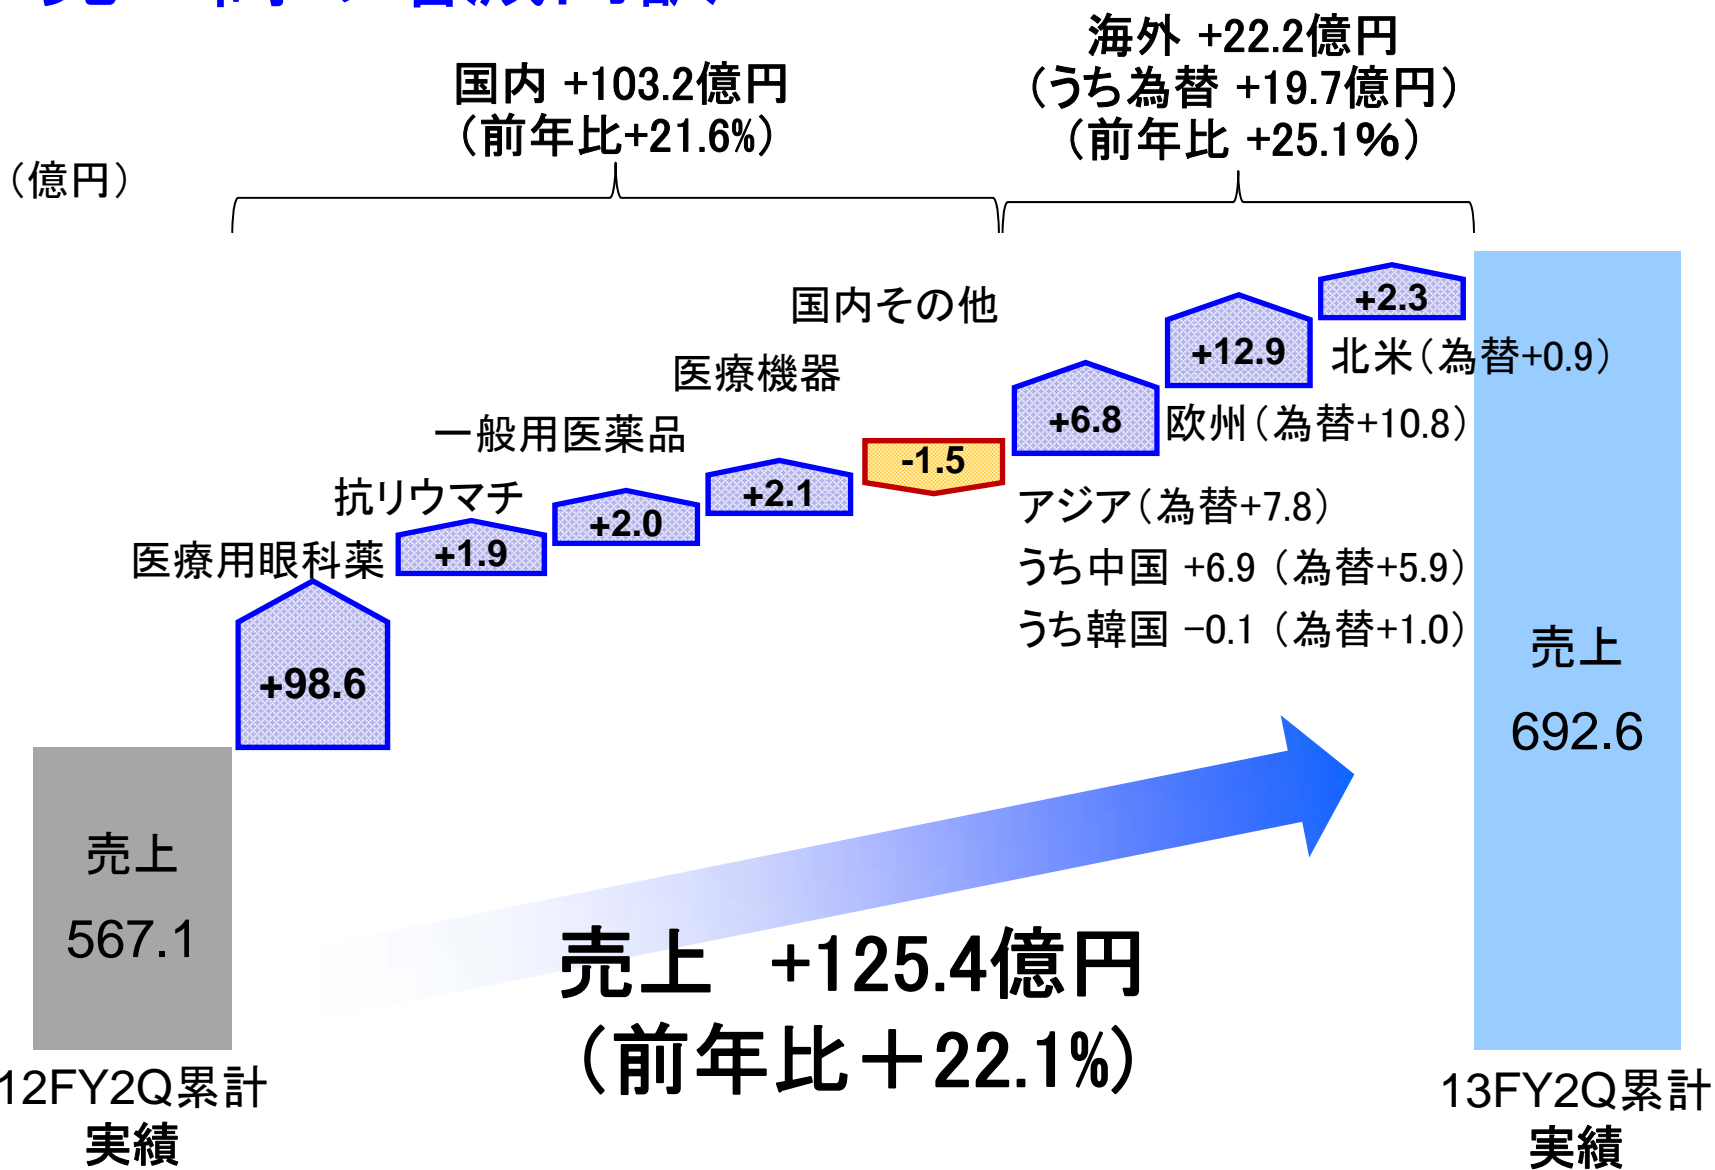 海外 +22.2億円
（うち為替 +19.7億円）
（前年比 +25.1%）
国内 +103.2億円
（前年比+21.6%）
（億円）
+2.3
北米（為替+0.9）
国内その他
+12.9
欧州（為替+10.8）
医療機器
+6.8
アジア（為替+7.8）
うち中国 +6.9（為替+5.9）
うち韓国 −0.1（為替+1.0）
一般用医薬品
-1.5
抗リウマチ
+2.1
+2.0
医療用眼科薬
+1.9
+98.6
売上
692.6
売上
567.1
売上 +125.4億円
（前年比＋22.1%）
12FY2Q累計
実績
13FY2Q累計
実績